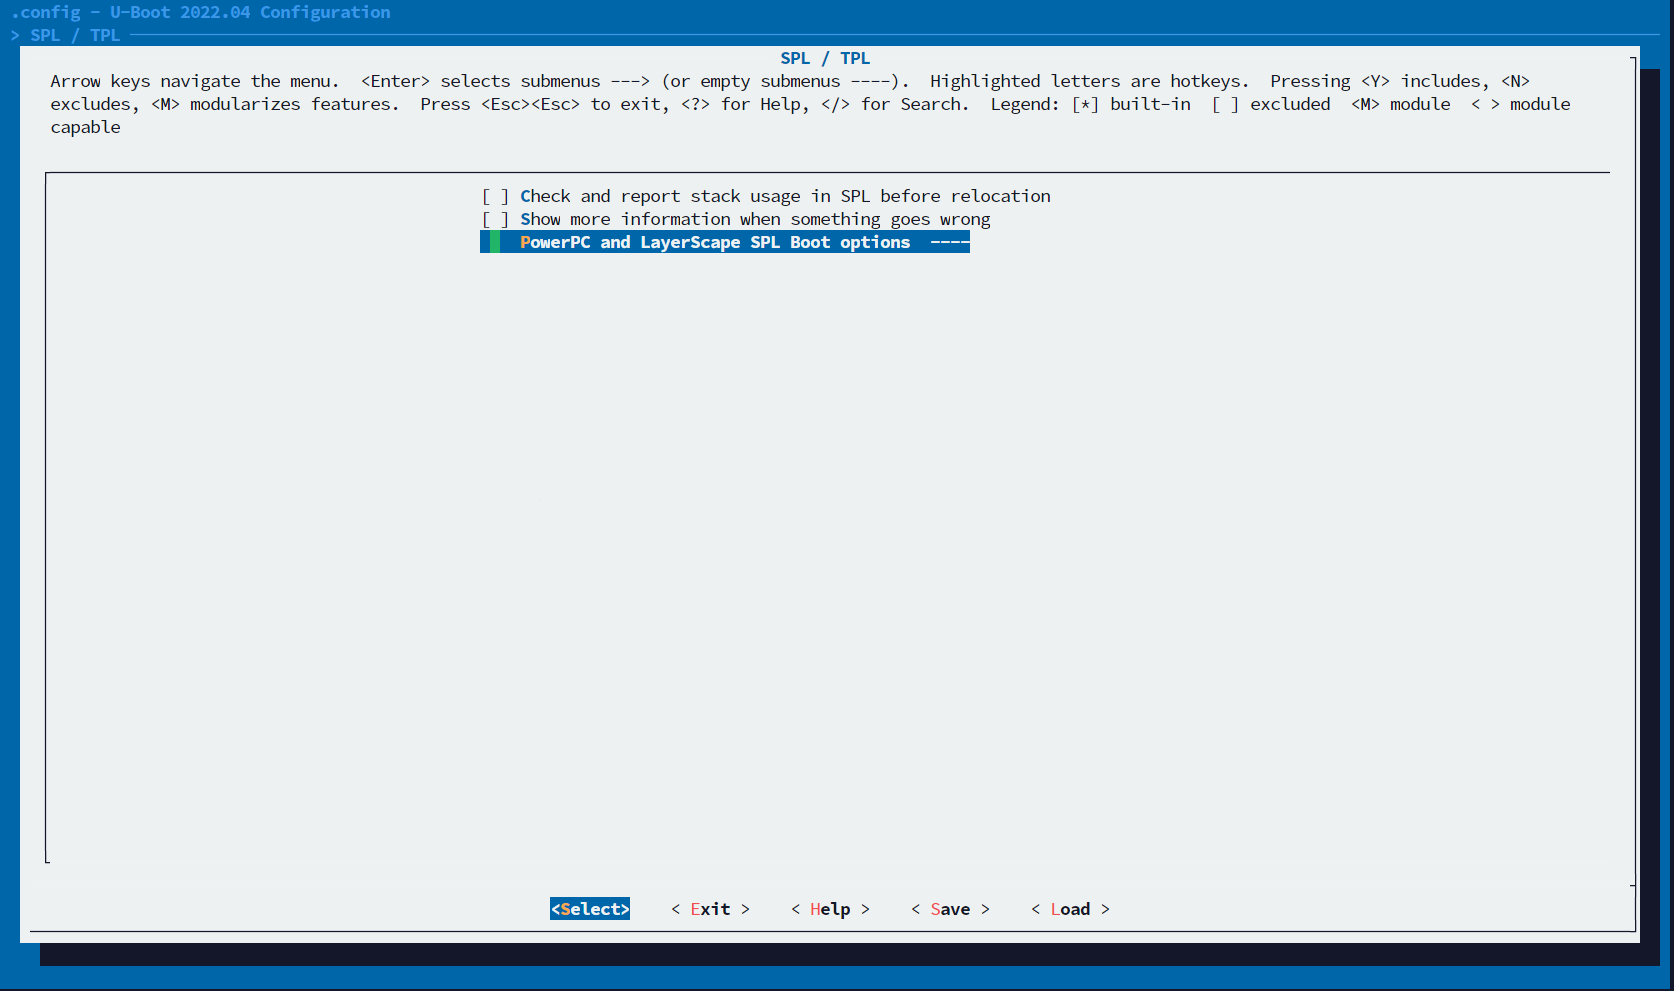 .config - U-Boot 2022.04 Configuration
> SPL / TPL
SPL / TPL
Arrow keys navigate the menu.  <Enter> selects submenus ---> (or empty submenus ----).  Highlighted letters are hotkeys.  Pressing <Y> includes, <N>
excludes, <M> modularizes features.  Press <Esc><Esc> to exit, <?> for Help, </> for Search.  Legend: [*] built-in  [ ] excluded  <M> module  < > module
capable
[ ] Check and report stack usage in SPL before relocation
[ ] Show more information when something goes wrong
PowerPC and LayerScape SPL Boot options  ----
<Select>    < Exit >    < Help >    < Save >    < Load >